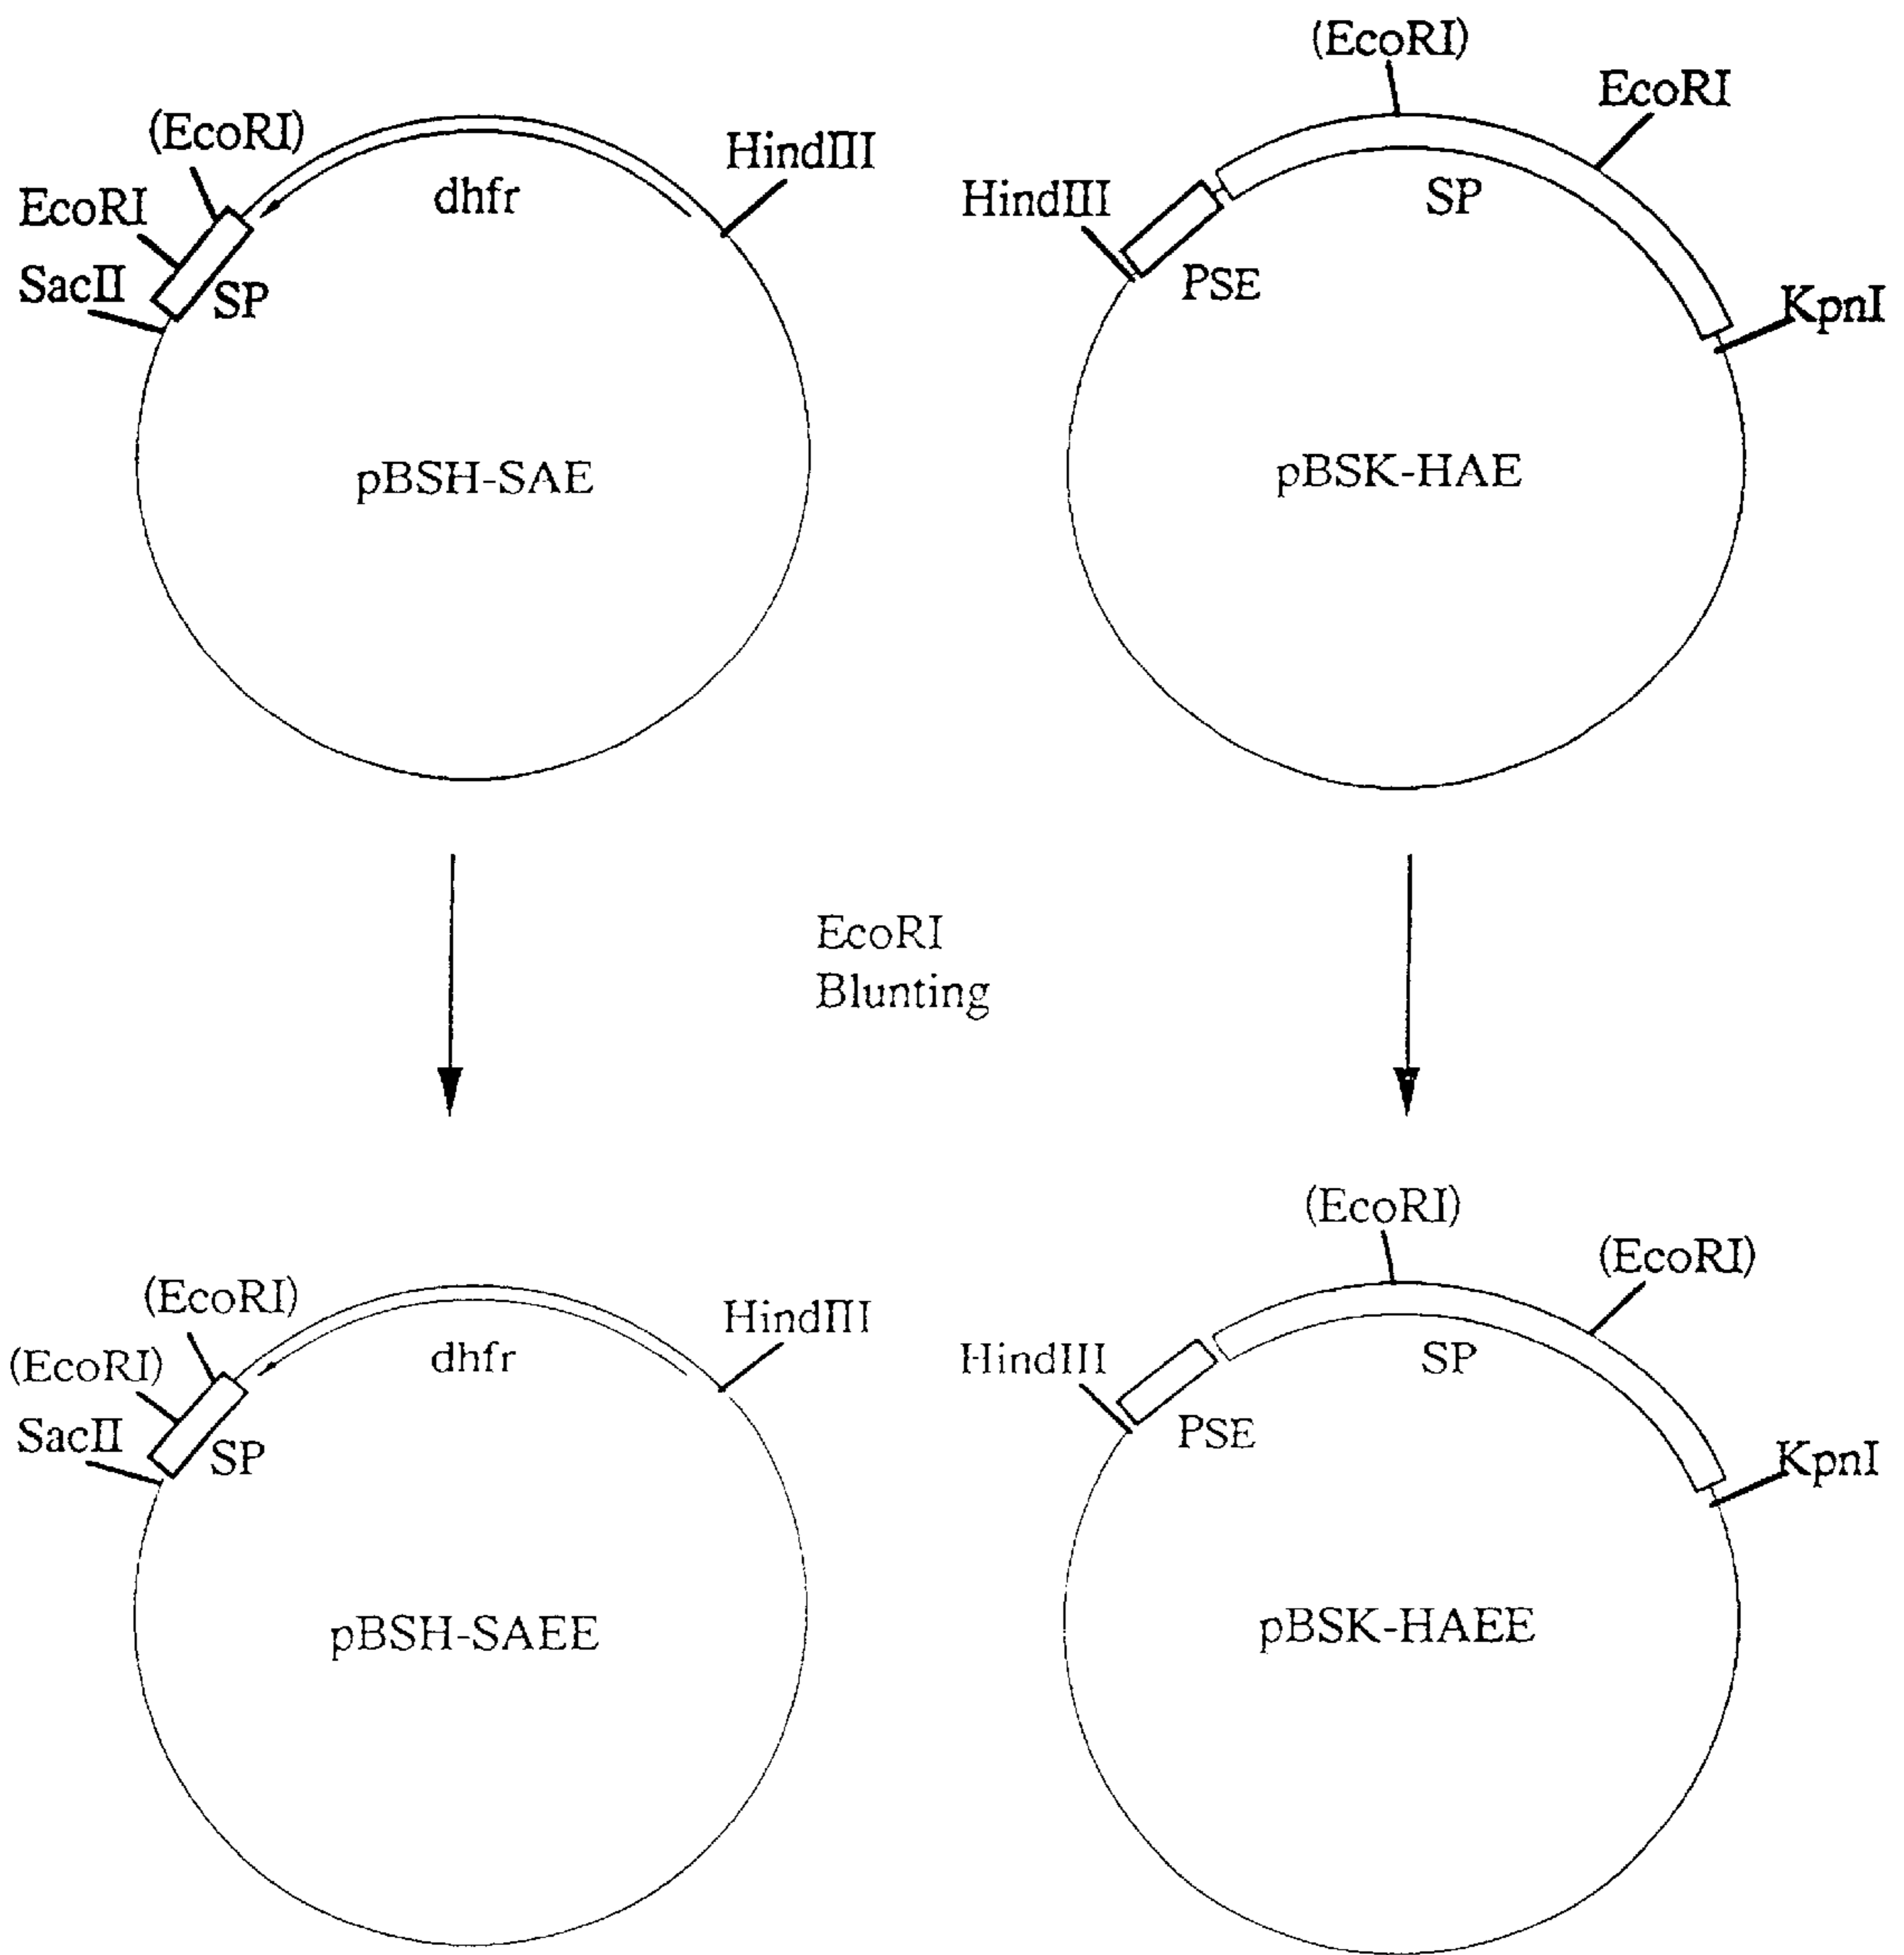 (EcoRI)
EcoRI
SacII
SP
dhfr
HindIII
pBSH-SAE
(EcoRI)
EcoRI
HindIII
SP
PSE
KpnI
pBSK-HAE
EcoRI
Blunting
(EcoRI)
(EcoRI)
SacII
SP
dhfr
HindIII
pBSH-SAEE
(EcoRI)
(EcoRI)
HindIII
SP
PSE
KpnI
pBSK-HAEE